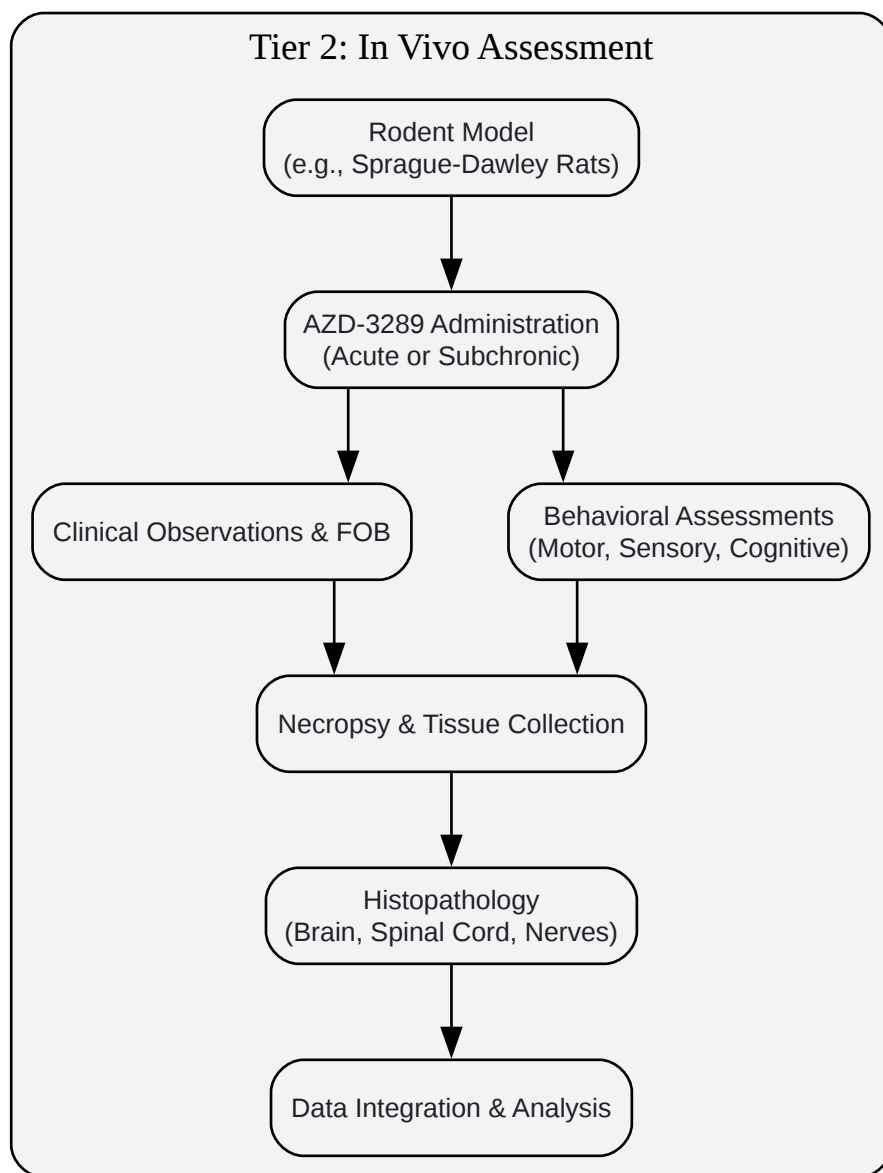 Tier 2: In Vivo Assessment
Rodent Model
(e.g., Sprague-Dawley Rats)
AZD-3289 Administration
(Acute or Subchronic)
Clinical Observations & FOB
Behavioral Assessments
(Motor, Sensory, Cognitive)
Necropsy & Tissue Collection
Histopathology
(Brain, Spinal Cord, Nerves)
Data Integration & Analysis